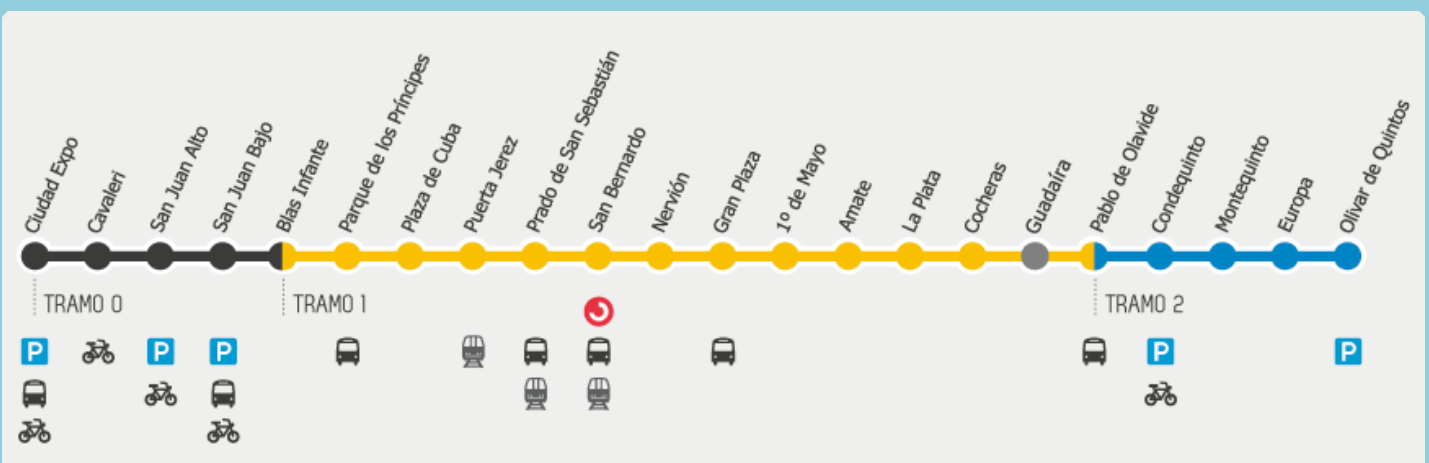 Ciudad Expo
Cavaleri
San Juan Alto
San Juan Bajo
Blas Infante
Parque de los Príncipes
Plaza de Cuba
Puerta Jerez
Prado de San Sebastián
San Bernardo
Nervión
Gran Plaza
1º de Mayo
Amate
La Plata
Cocheras
Guadaíra
Pablo de Olavide
Condequinto
Montequinto
Europa
Olivar de Quintos
TRAMO 0
TRAMO 1
TRAMO 2
P
P
P
P
P